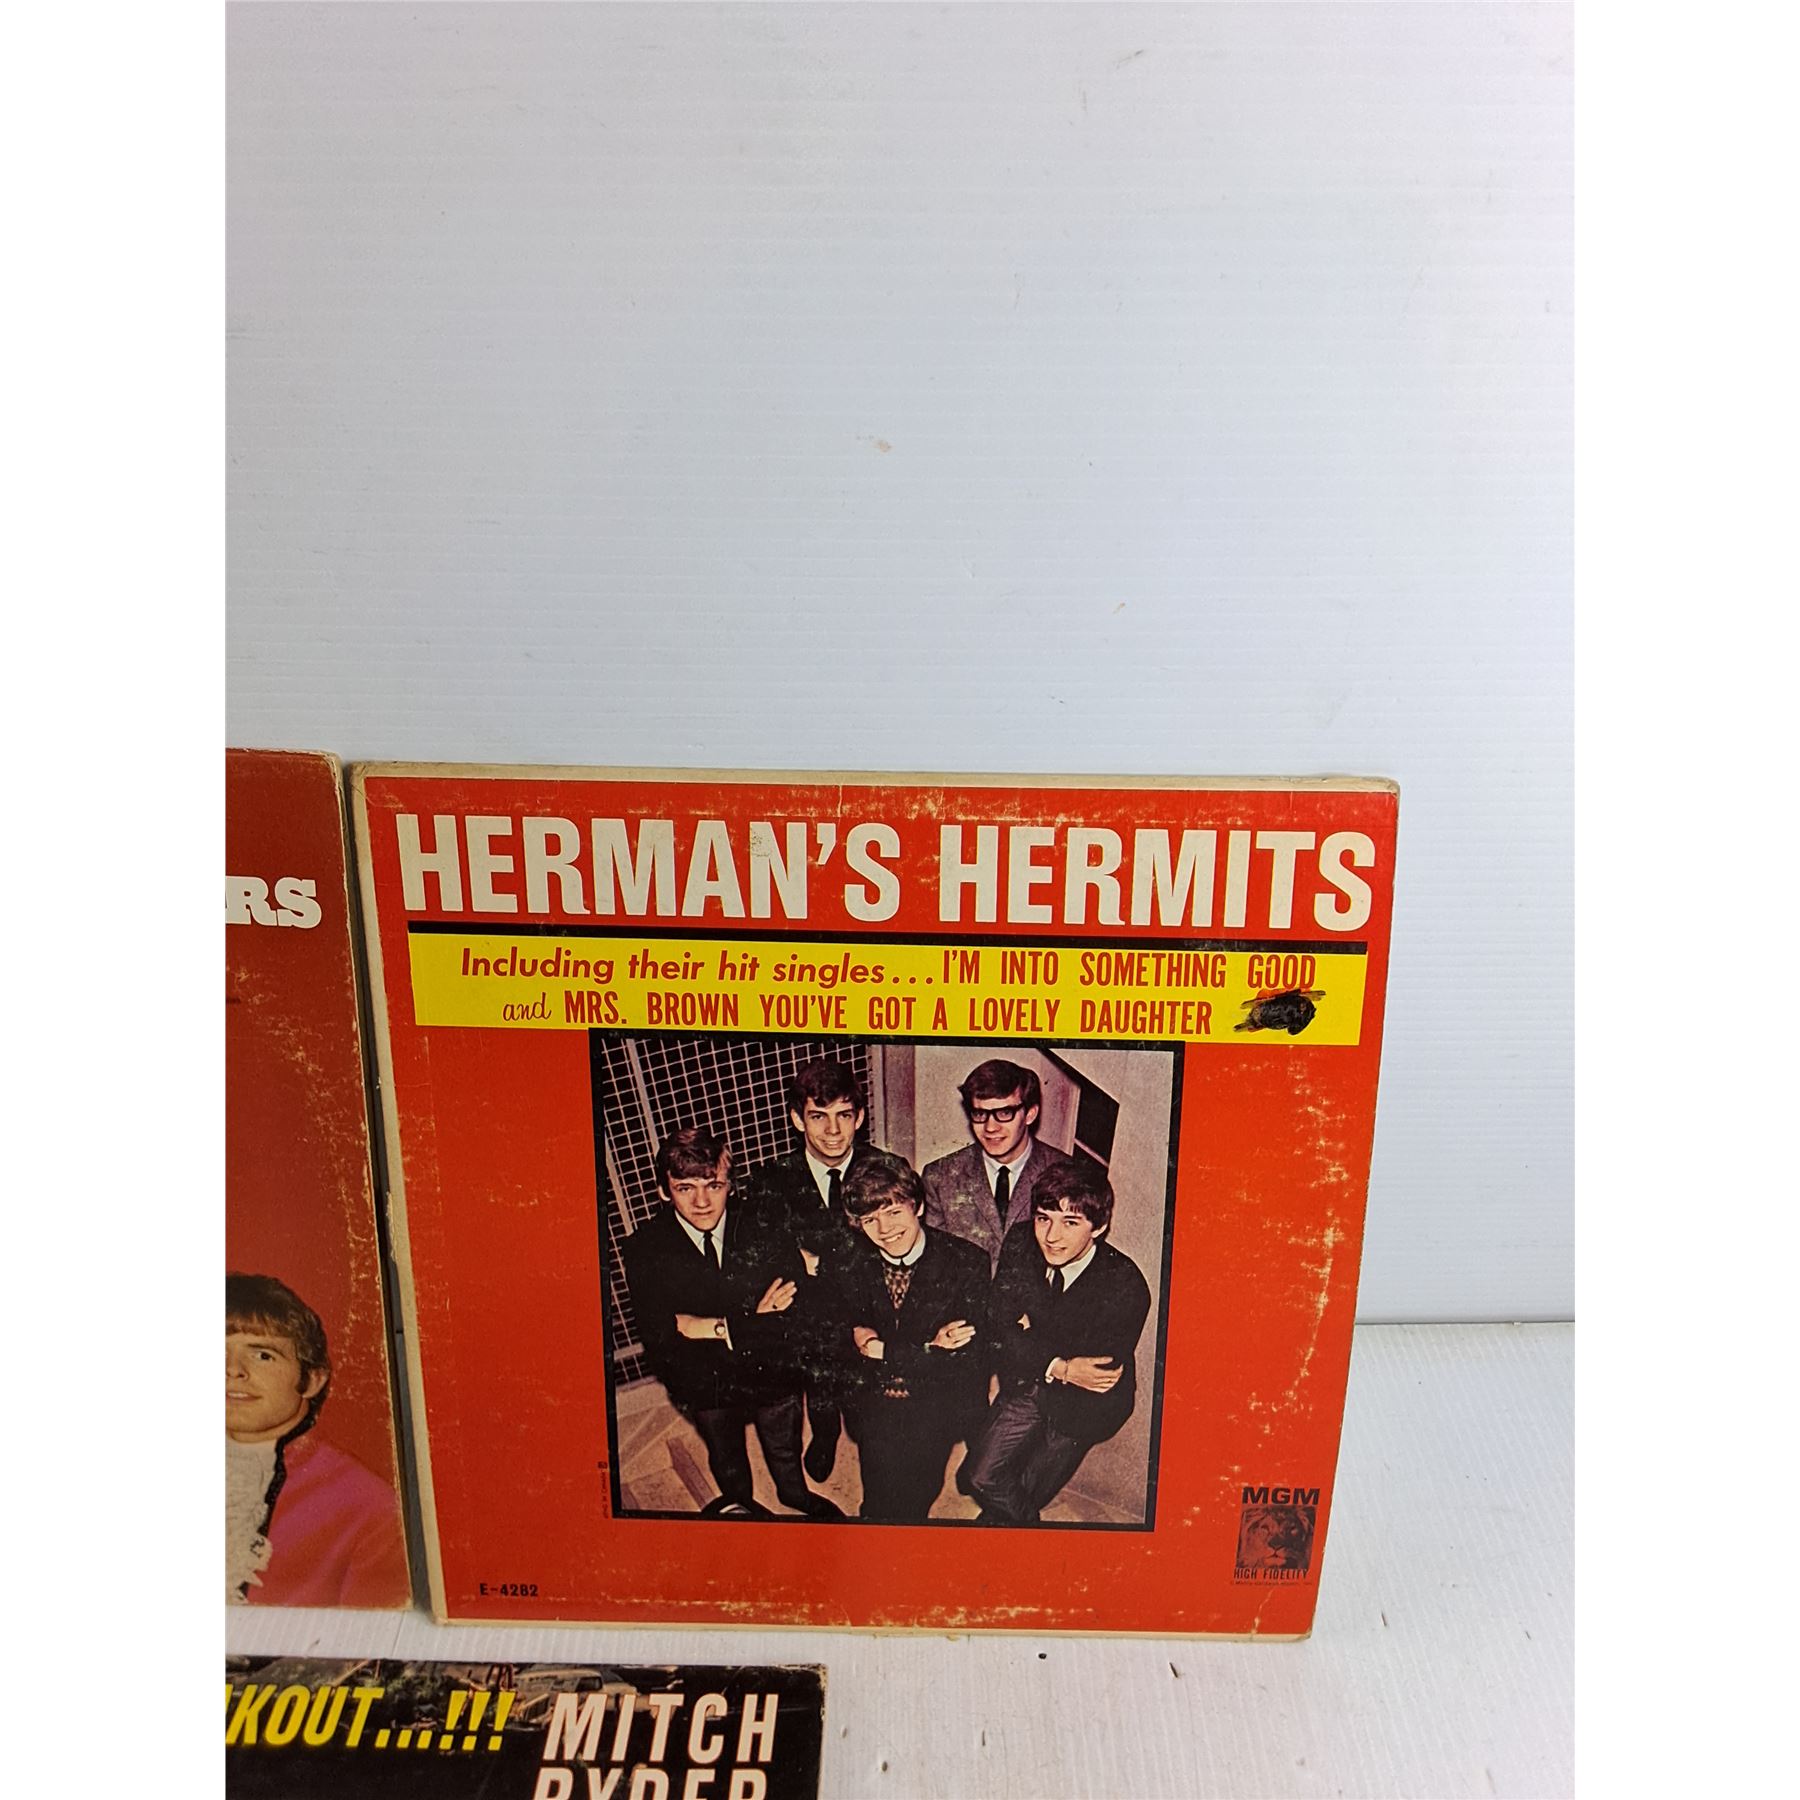 RS
HERMAN'S HERMITS
Including their hit singles...I'M INTO SOMETHING GOOD
and MRS. BROWN YOU'VE GOT A LOVELY DAUGHTER
MGM
HIGH FIDELITY
E-4282
KOUT...!!! MITCH
RYDER